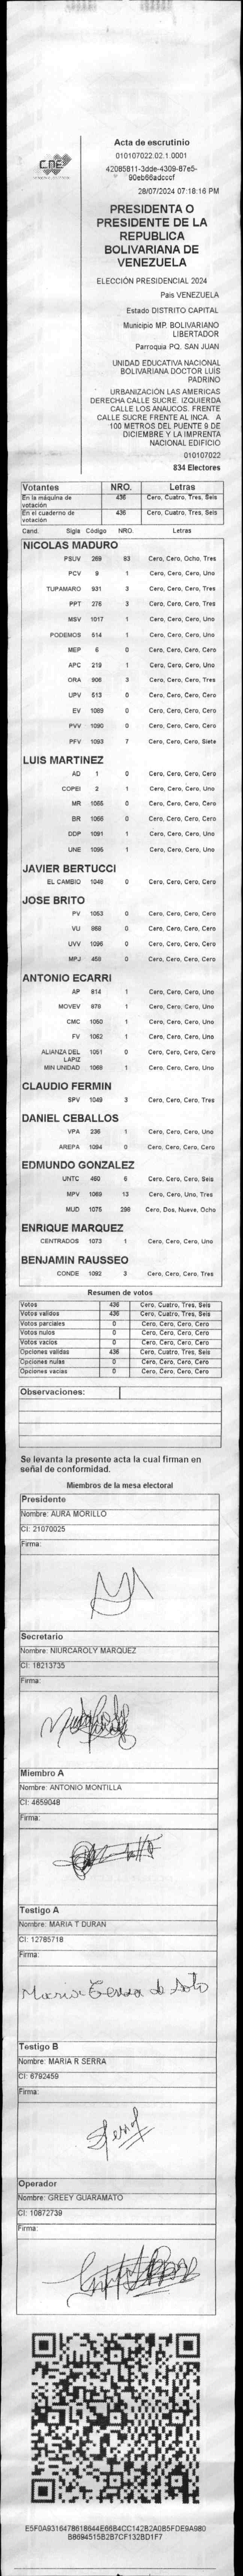 CNE
Acta de escrutinio
010107022.02.1.0001
42085811-3dde-4309-87e5-
90eb66adcccf
28/07/2024 07:18:16 PM
PRESIDENTA O
PRESIDENTE DE LA
REPUBLICA
BOLIVARIANA DE
VENEZUELA
ELECCIÓN PRESIDENCIAL 2024
Pais VENEZUELA
Estado DISTRITO CAPITAL
Municipio MP. BOLIVARIANO
LIBERTADOR
Parroquia PQ. SAN JUAN
UNIDAD EDUCATIVA NACIONAL
BOLIVARIANA DOCTOR LUÍS
PADRINO
URBANIZACIÓN LAS AMERICAS
DERECHA CALLE SUCRE. IZQUIERDA
CALLE LOS ANAUCOS. FRENTE
CALLE SUCRE FRENTE AL INCA. A
100 METROS DEL PUENTE 9 DE
DICIEMBRE Y LA IMPRENTA
NACIONAL EDIFICIO
010107022
834 Electores
Votantes NRO. Letras
En la máquina de votación 436 Cero, Cuatro, Tres, Seis
En el cuaderno de votación 436 Cero, Cuatro, Tres, Seis
Cand. Sigla Código NRO. Letras
NICOLAS MADURO
PSUV 269 83 Cero, Cero, Ocho, Tres
PCV 9 1 Cero, Cero, Cero, Uno
TUPAMARO 931 3 Cero, Cero, Cero, Tres
PPT 276 3 Cero, Cero, Cero, Tres
MSV 1017 1 Cero, Cero, Cero, Uno
PODEMOS 514 1 Cero, Cero, Cero, Uno
MEP 6 0 Cero, Cero, Cero, Cero
APC 219 1 Cero, Cero, Cero, Uno
ORA 906 3 Cero, Cero, Cero, Tres
UPV 513 0 Cero, Cero, Cero, Cero
EV 1089 0 Cero, Cero, Cero, Cero
PVV 1090 0 Cero, Cero, Cero, Cero
PFV 1093 7 Cero, Cero, Cero, Siete
LUIS MARTINEZ
AD 1 0 Cero, Cero, Cero, Cero
COPEI 2 1 Cero, Cero, Cero, Uno
MR 1065 0 Cero, Cero, Cero, Cero
BR 1066 0 Cero, Cero, Cero, Cero
DDP 1091 1 Cero, Cero, Cero, Uno
UNE 1095 1 Cero, Cero, Cero, Uno
JAVIER BERTUCCI
EL CAMBIO 1048 0 Cero, Cero, Cero, Cero
JOSE BRITO
PV 1053 0 Cero, Cero, Cero, Cero
VU 868 0 Cero, Cero, Cero, Cero
UVV 1096 0 Cero, Cero, Cero, Cero
MPJ 458 0 Cero, Cero, Cero, Cero
ANTONIO ECARRI
AP 814 1 Cero, Cero, Cero, Uno
MOVEV 878 1 Cero, Cero, Cero, Uno
CMC 1050 1 Cero, Cero, Cero, Uno
FV 1062 1 Cero, Cero, Cero, Uno
ALIANZA DEL LAPIZ 1051 0 Cero, Cero, Cero, Cero
MIN UNIDAD 1068 1 Cero, Cero, Cero, Uno
CLAUDIO FERMIN
SPV 1049 3 Cero, Cero, Cero, Tres
DANIEL CEBALLOS
VPA 236 1 Cero, Cero, Cero, Uno
AREPA 1094 0 Cero, Cero, Cero, Cero
EDMUNDO GONZALEZ
UNTC 460 6 Cero, Cero, Cero, Seis
MPV 1069 13 Cero, Cero, Uno, Tres
MUD 1075 298 Cero, Dos, Nueve, Ocho
ENRIQUE MARQUEZ
CENTRADOS 1073 1 Cero, Cero, Cero, Uno
BENJAMIN RAUSSEO
CONDE 1092 3 Cero, Cero, Cero, Tres
Resumen de votos
Votos 436 Cero, Cuatro, Tres, Seis
Votos validos 436 Cero, Cuatro, Tres, Seis
Votos parciales 0 Cero, Cero, Cero, Cero
Votos nulos 0 Cero, Cero, Cero, Cero
Votos vacios 0 Cero, Cero, Cero, Cero
Opciones validas 436 Cero, Cuatro, Tres, Seis
Opciones nulas 0 Cero, Cero, Cero, Cero
Opciones vacias 0 Cero, Cero, Cero, Cero
Observaciones:
Se levanta la presente acta la cual firman en
señal de conformidad.
Miembros de la mesa electoral
Presidente
Nombre: AURA MORILLO
CI: 21070025
Firma:
Secretario
Nombre: NIURCAROLY MARQUEZ
CI: 18213735
Firma:
Miembro A
Nombre: ANTONIO MONTILLA
CI: 4659048
Firma:
Testigo A
Nombre: MARIA T DURAN
CI: 12785718
Firma:
Maria Teresa de Soto
Testigo B
Nombre: MARIA R SERRA
CI: 6792459
Firma:
Operador
Nombre: GREEY GUARAMATO
CI: 10872739
Firma:
E5F0A9316478618644E66B4CC142B2A0B5FDE9A980
B8694515B2B7CF132BD1F7